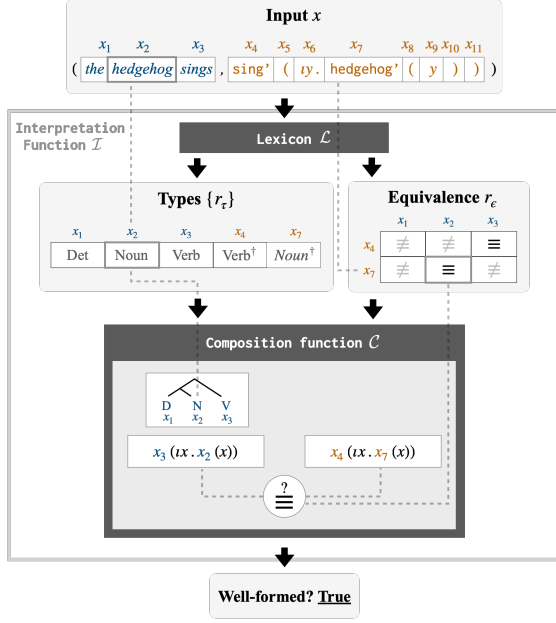 Input x
x1 x2 x3 x4 x5 x6 x7 x8 x9 x10 x11
( the hedgehog sings , sing’ ( ιy. hedgehog’ ( y ) ) )
Interpretation
Function ℐ
Lexicon ℒ
Types {rτ}
x1 x2 x3 x4 x7
Det Noun Verb Verb† Noun†
Equivalence rϵ
x1 x2 x3
x4 ≢ ≢ ≡
x7 ≢ ≡ ≢
Composition function 𝒞
D N V
x1 x2 x3
x3 (ιx. x2 (x))
x4 (ιx. x7 (x))
?
≡
Well-formed? True